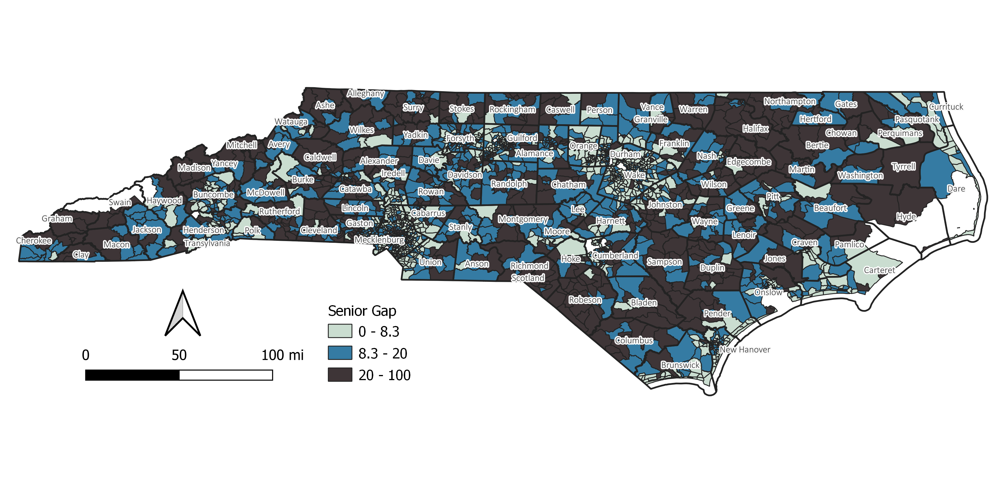 Alleghany
Ashe
Surry
Stokes
Rockingham
Caswell
Person
Vance
Granville
Warren
Northampton
Gates
Currituck
Hertford
Pasquotank
Watauga
Wilkes
Yadkin
Forsyth
Guilford
Halifax
Chowan
Perquimans
Mitchell
Avery
Orange
Franklin
Bertie
Caldwell
Alexander
Davie
Alamance
Durham
Nash
Edgecombe
Madison
Yancey
Iredell
Davidson
Wake
Martin
Tyrrell
Burke
Randolph
Chatham
Wilson
Washington
Dare
Swain
Haywood
Buncombe
McDowell
Catawba
Rowan
Pitt
Johnston
Graham
Rutherford
Lincoln
Cabarrus
Lee
Greene
Beaufort
Hyde
Cherokee
Jackson
Henderson
Polk
Cleveland
Gaston
Stanly
Montgomery
Moore
Harnett
Wayne
Lenoir
Macon
Transylvania
Mecklenburg
Craven
Pamlico
Clay
Union
Anson
Richmond
Hoke
Cumberland
Sampson
Duplin
Jones
Carteret
Scotland
Onslow
Robeson
Bladen
Pender
Columbus
New Hanover
Brunswick
Senior Gap
0 - 8.3
8.3 - 20
20 - 100
0 50 100 mi